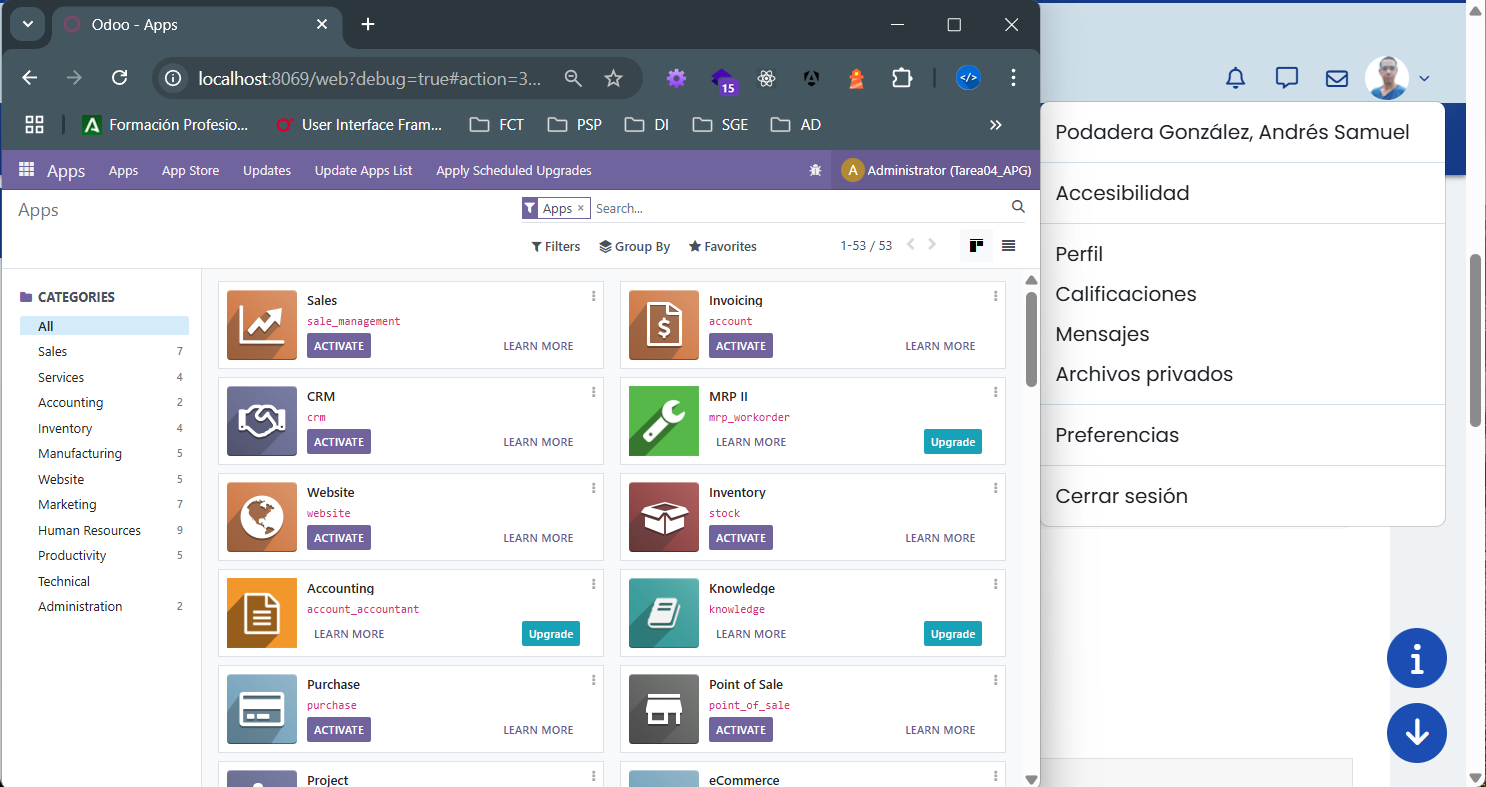 Odoo - Apps
localhost:8069/web?debug=true#action=3...
15
Formación Profesio...
User Interface Fram...
FCT
PSP
DI
SGE
AD
Apps
Apps
App Store
Updates
Update Apps List
Apply Scheduled Upgrades
A
Administrator (Tarea04_APG)
Apps
Apps ×
Search...
Filters
Group By
Favorites
1-53 / 53
CATEGORIES
All
Sales 7
Services 4
Accounting 2
Inventory 4
Manufacturing 5
Website 5
Marketing 7
Human Resources 9
Productivity 5
Technical
Administration 2
Sales
sale_management
ACTIVATE
LEARN MORE
Invoicing
account
ACTIVATE
LEARN MORE
CRM
crm
ACTIVATE
LEARN MORE
MRP II
mrp_workorder
LEARN MORE
Upgrade
Website
website
ACTIVATE
LEARN MORE
Inventory
stock
ACTIVATE
LEARN MORE
Accounting
account_accountant
LEARN MORE
Upgrade
Knowledge
knowledge
LEARN MORE
Upgrade
Purchase
purchase
ACTIVATE
LEARN MORE
Point of Sale
point_of_sale
ACTIVATE
LEARN MORE
Project
eCommerce
Podadera González, Andrés Samuel
Accesibilidad
Perfil
Calificaciones
Mensajes
Archivos privados
Preferencias
Cerrar sesión